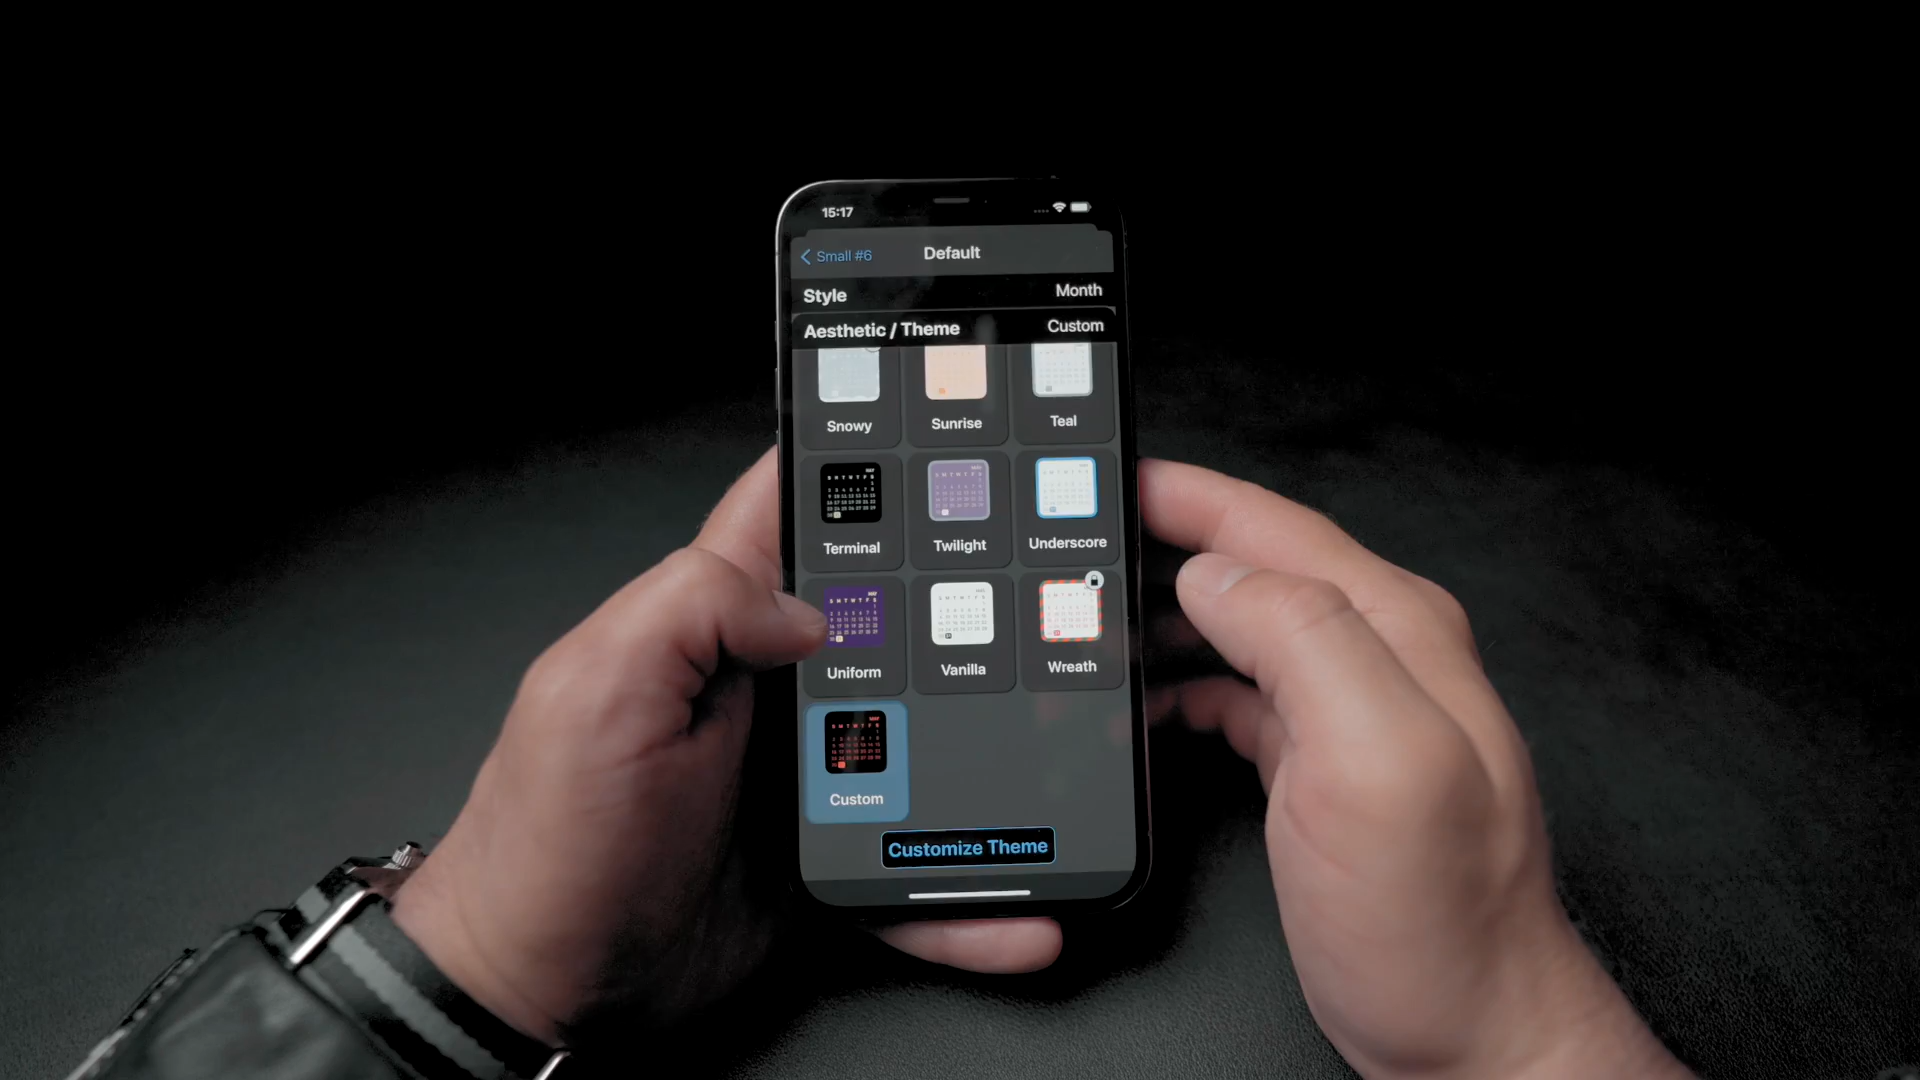 15:17
Small #6
Default
Style
Month
Aesthetic / Theme
Custom
Snowy
Sunrise
Teal
Terminal
Twilight
Underscore
Uniform
Vanilla
Wreath
Custom
Customize Theme